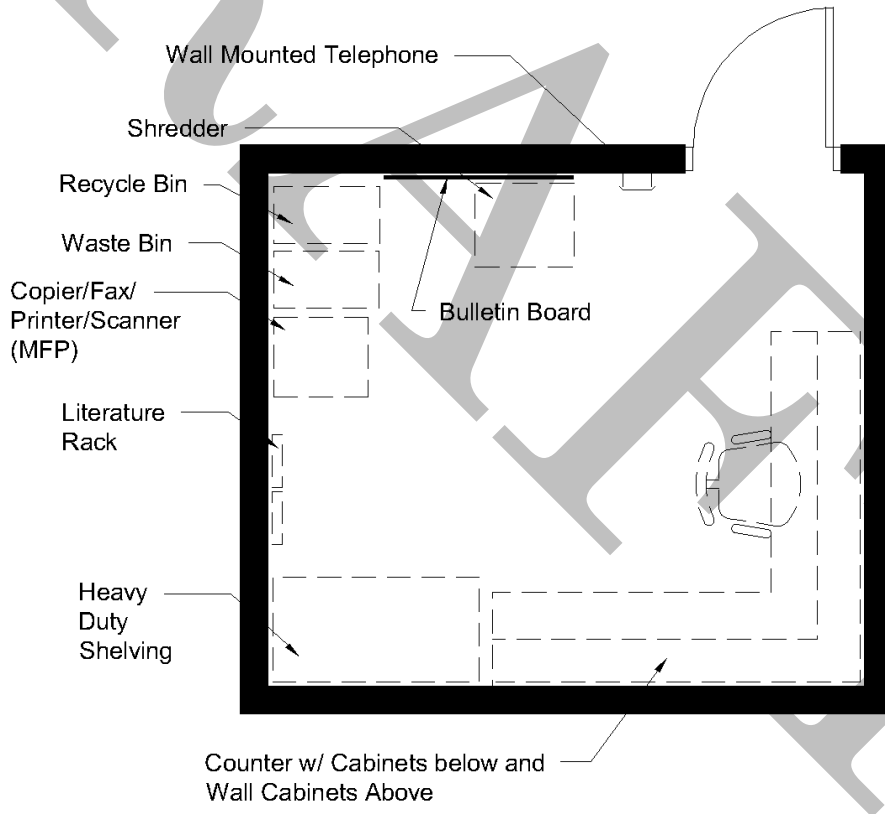 Wall Mounted Telephone
Shredder
Recycle Bin
Waste Bin
Copier/Fax/
Printer/Scanner
(MFP)
Bulletin Board
Literature
Rack
Heavy
Duty
Shelving
Counter w/ Cabinets below and
Wall Cabinets Above